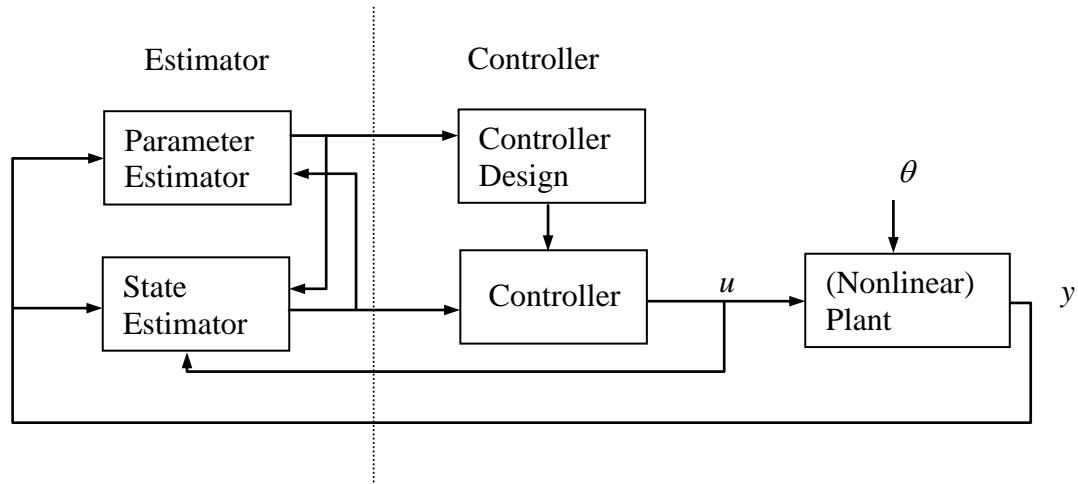 Estimator
Controller
Parameter
Estimator
Controller
Design
θ
State
Estimator
Controller
u
(Nonlinear)
Plant
y